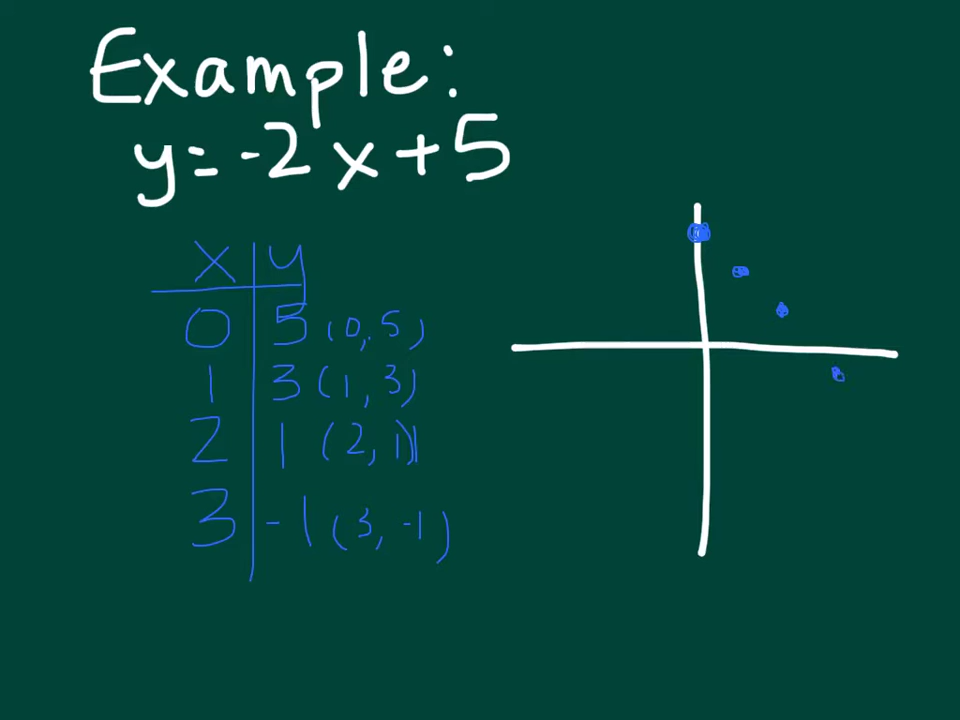 Example:
y=-2x+5
x y
0 5 (0,5)
1 3 (1,3)
2 1 (2,1)
3 -1 (3,-1)